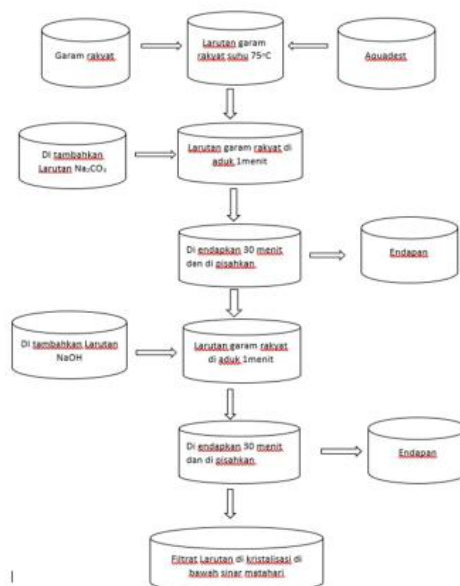 Garam rakyat
Larutan garam
rakyat suhu 75°C
Aquadest
Di tambahkan
Larutan Na₂CO₃
Larutan garam rakyat di
aduk 1menit
Di endapkan 30 menit
dan di pisahkan
Endapan
Di tambahkan Larutan
NaOH
Larutan garam rakyat
di aduk 1menit
Di endapkan 30 menit
dan di pisahkan
Endapan
Filtrat Larutan di kristalisasi di
bawah sinar matahari